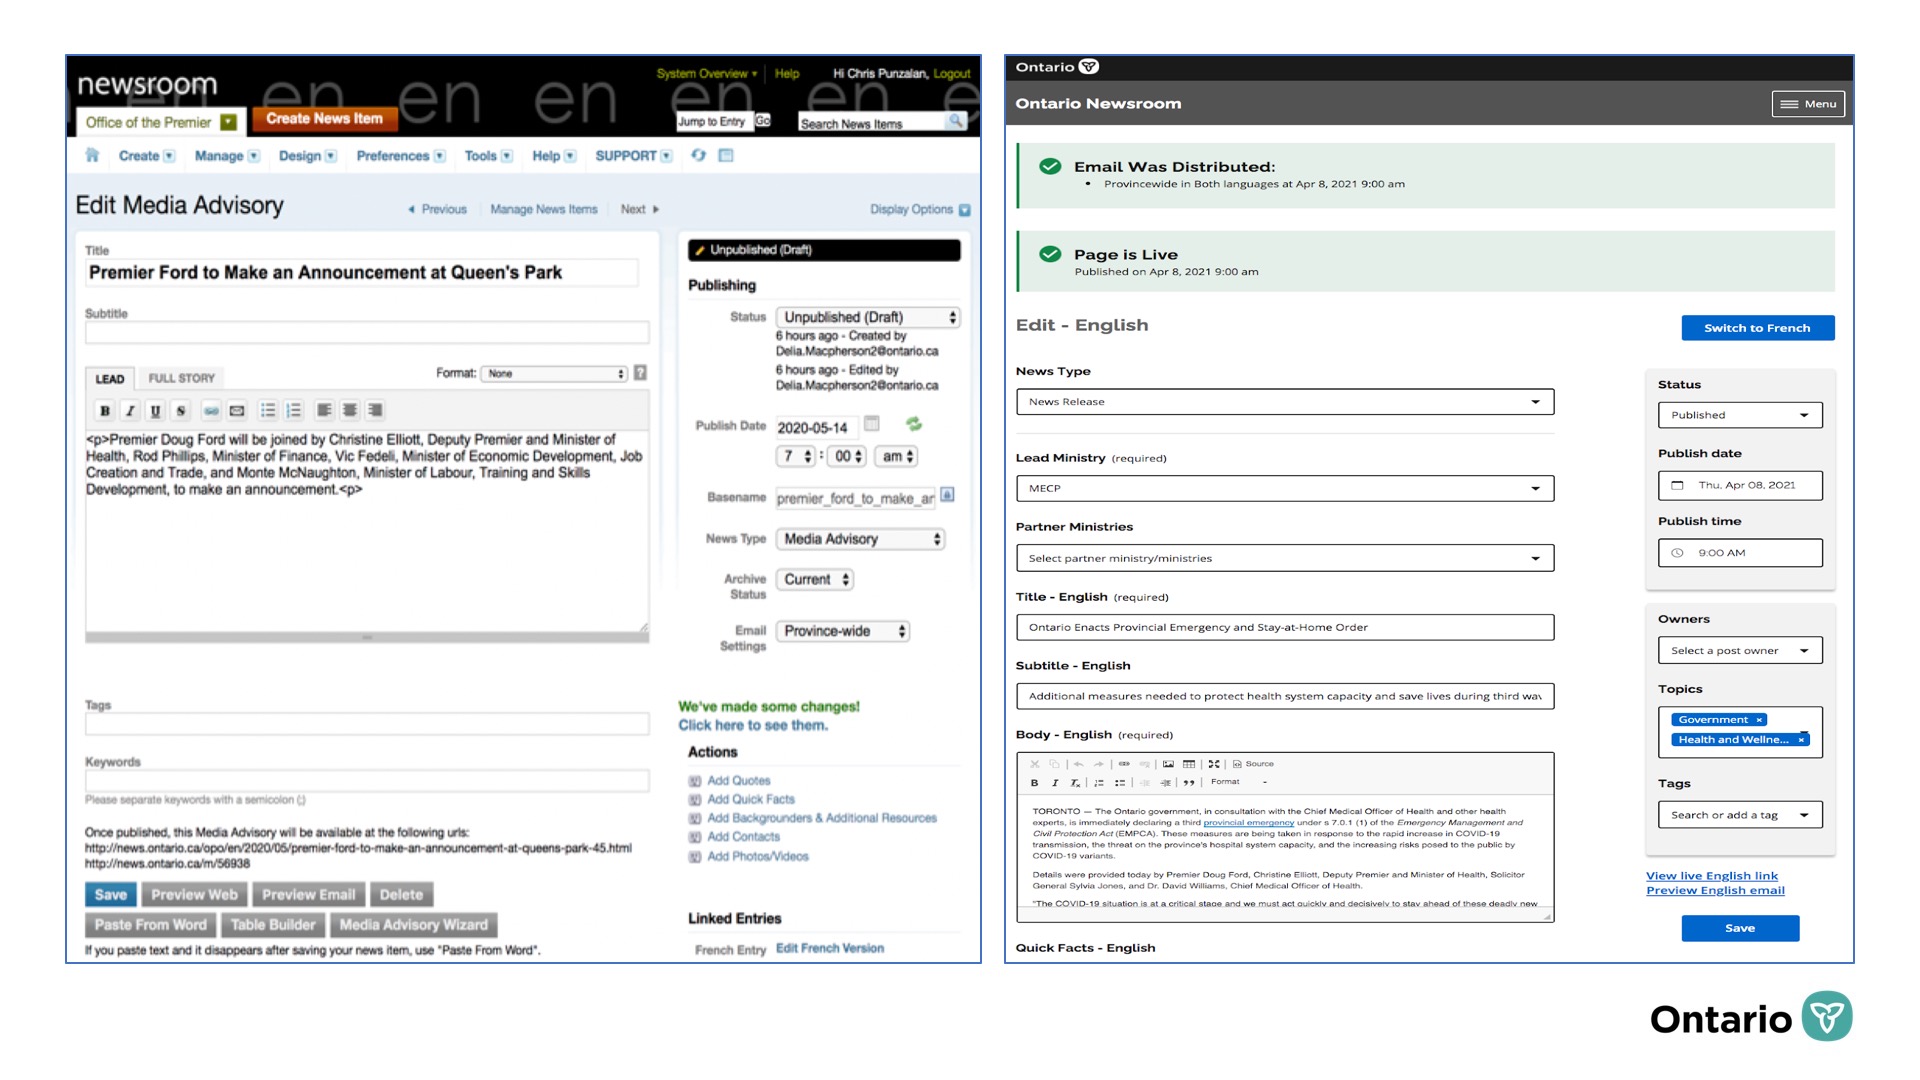 newsroom
en en en en en en e
System Overview
Help
Hi Chris Punzalan, Logout
Office of the Premier
Create News Item
Jump to Entry
Go
Search News Items
Create
Manage
Design
Preferences
Tools
Help
SUPPORT
Edit Media Advisory
Previous
Manage News Items
Next
Display Options
Title
Premier Ford to Make an Announcement at Queen's Park
Subtitle
LEAD
FULL STORY
Format: None
?
B I U S
<p>Premier Doug Ford will be joined by Christine Elliott, Deputy Premier and Minister of
Health, Rod Phillips, Minister of Finance, Vic Fedeli, Minister of Economic Development, Job
Creation and Trade, and Monte McNaughton, Minister of Labour, Training and Skills
Development, to make an announcement.<p>
Tags
Keywords
Please separate keywords with a semicolon (;)
Once published, this Media Advisory will be available at the following urls:
http://news.ontario.ca/opo/en/2020/05/premier-ford-to-make-an-announcement-at-queens-park-45.html
http://news.ontario.ca/m/56938
Save
Preview Web
Preview Email
Delete
Paste From Word
Table Builder
Media Advisory Wizard
If you paste text and it disappears after saving your news item, use "Paste From Word".
Unpublished (Draft)
Publishing
Status Unpublished (Draft)
6 hours ago - Created by
Delia.Macpherson2@ontario.ca
6 hours ago - Edited by
Delia.Macpherson2@ontario.ca
Publish Date 2020-05-14
7 : 00 am
Basename premier_ford_to_make_ar
News Type Media Advisory
Archive Status Current
Email Settings Province-wide
We've made some changes!
Click here to see them.
Actions
Add Quotes
Add Quick Facts
Add Backgrounders & Additional Resources
Add Contacts
Add Photos/Videos
Linked Entries
French Entry Edit French Version
Ontario
Ontario Newsroom
Menu
Email Was Distributed:
• Provincewide in Both languages at Apr 8, 2021 9:00 am
Page is Live
Published on Apr 8, 2021 9:00 am
Edit - English
Switch to French
News Type
News Release
Lead Ministry (required)
MECP
Partner Ministries
Select partner ministry/ministries
Title - English (required)
Ontario Enacts Provincial Emergency and Stay-at-Home Order
Subtitle - English
Additional measures needed to protect health system capacity and save lives during third wav
Body - English (required)
Source
B I Tx
Format
TORONTO — The Ontario government, in consultation with the Chief Medical Officer of Health and other health
experts, is immediately declaring a third provincial emergency under s 7.0.1 (1) of the Emergency Management and
Civil Protection Act (EMPCA). These measures are being taken in response to the rapid increase in COVID-19
transmission, the threat on the province's hospital system capacity, and the increasing risks posed to the public by
COVID-19 variants.
Details were provided today by Premier Doug Ford, Christine Elliott, Deputy Premier and Minister of Health, Solicitor
General Sylvia Jones, and Dr. David Williams, Chief Medical Officer of Health.
"The COVID-19 situation is at a critical stage and we must act quickly and decisively to stay ahead of these deadly new
Quick Facts - English
Status
Published
Publish date
Thu, Apr 08, 2021
Publish time
9:00 AM
Owners
Select a post owner
Topics
Government ×
Health and Wellne... ×
Tags
Search or add a tag
View live English link
Preview English email
Save
Ontario